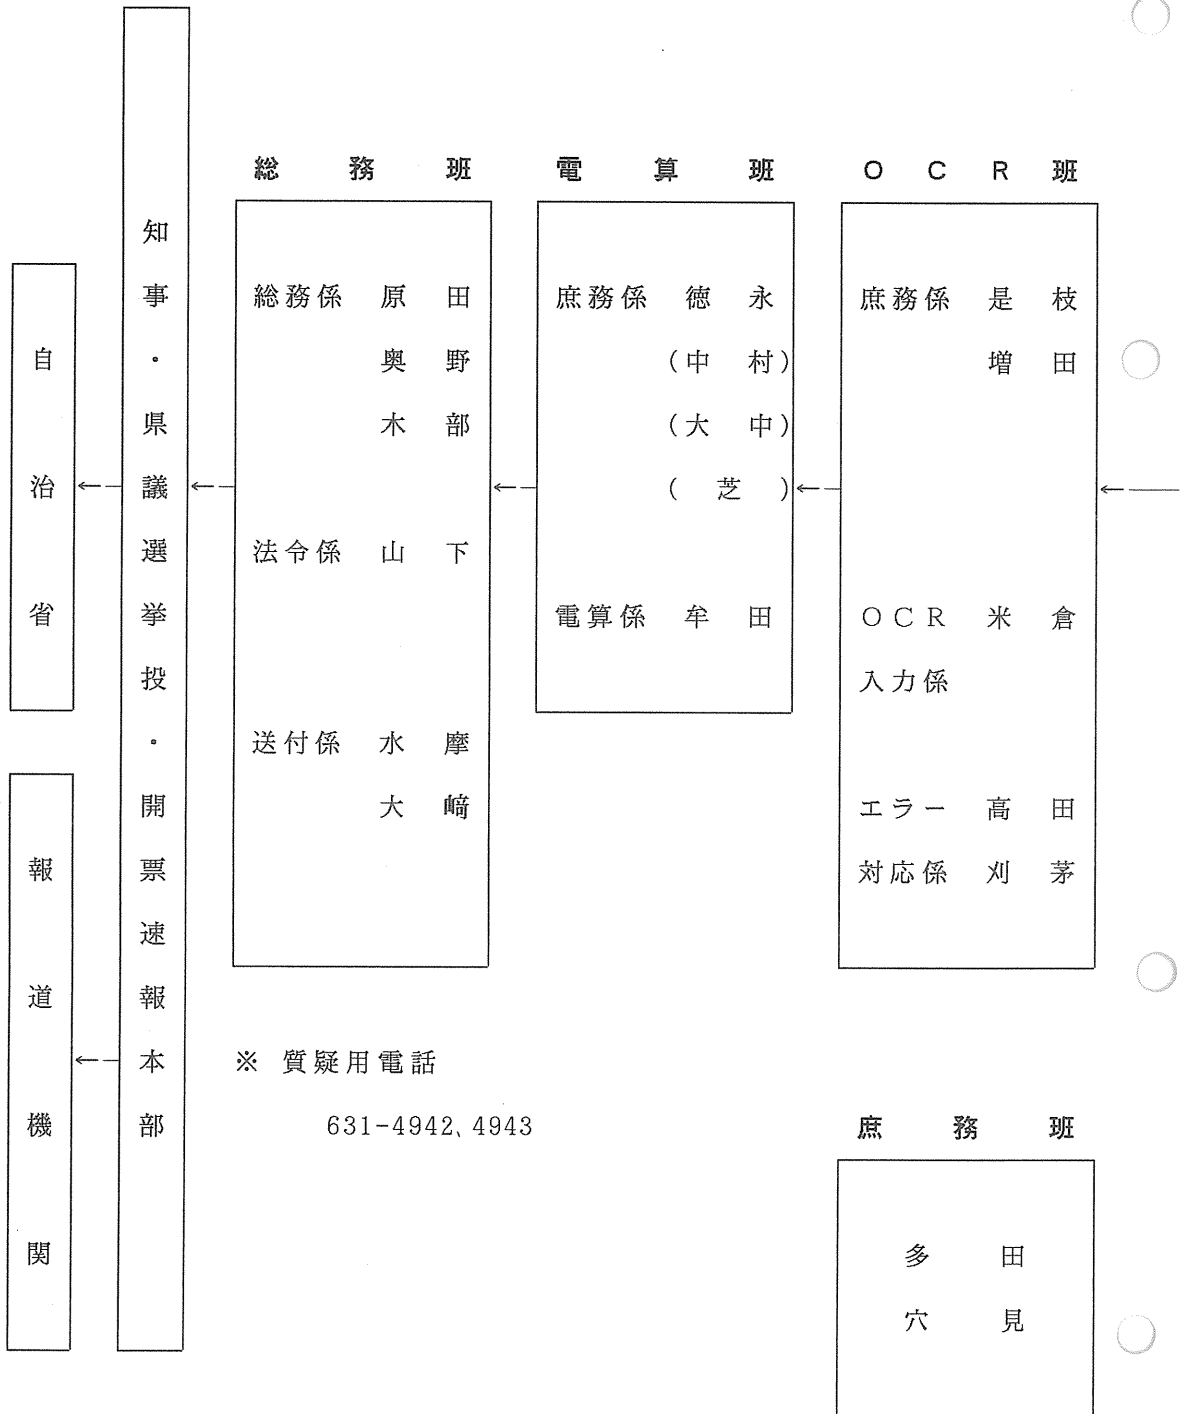 自治省
報道機関
知事・県議選挙投・開票速報本部
総務班
総務係 原田
奥野
木部
法令係 山下
送付係 水摩
大﨑
※ 質疑用電話
631-4942、4943
電算班
庶務係 徳永
(中村)
(大中)
(芝)
電算係 牟田
OCR班
庶務係 是枝
増田
OCR 米倉
入力係
エラー 高田
対応係 刈茅
庶務班
多田
穴見